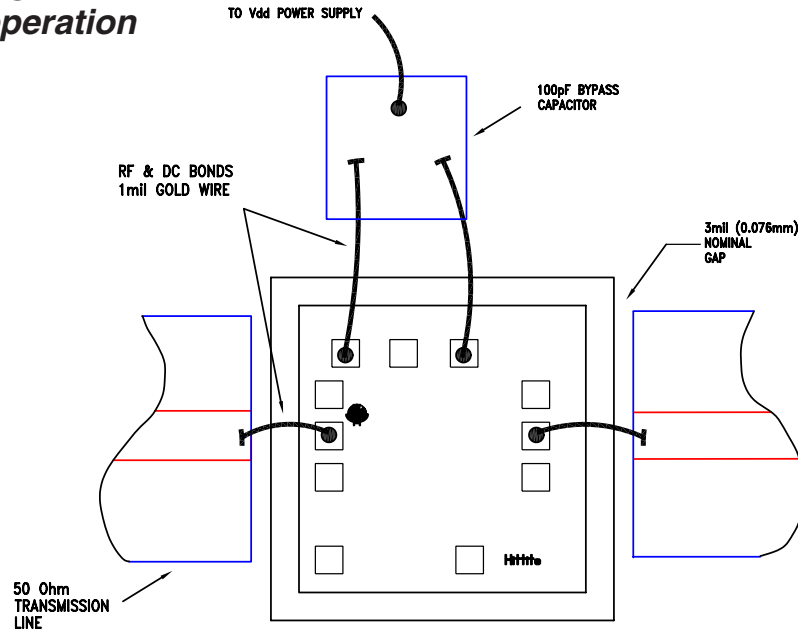 operation
TO Vdd POWER SUPPLY
100pF BYPASS
CAPACITOR
RF & DC BONDS
1mil GOLD WIRE
3mil (0.076mm)
NOMINAL
GAP
Hittite
50 Ohm
TRANSMISSION
LINE